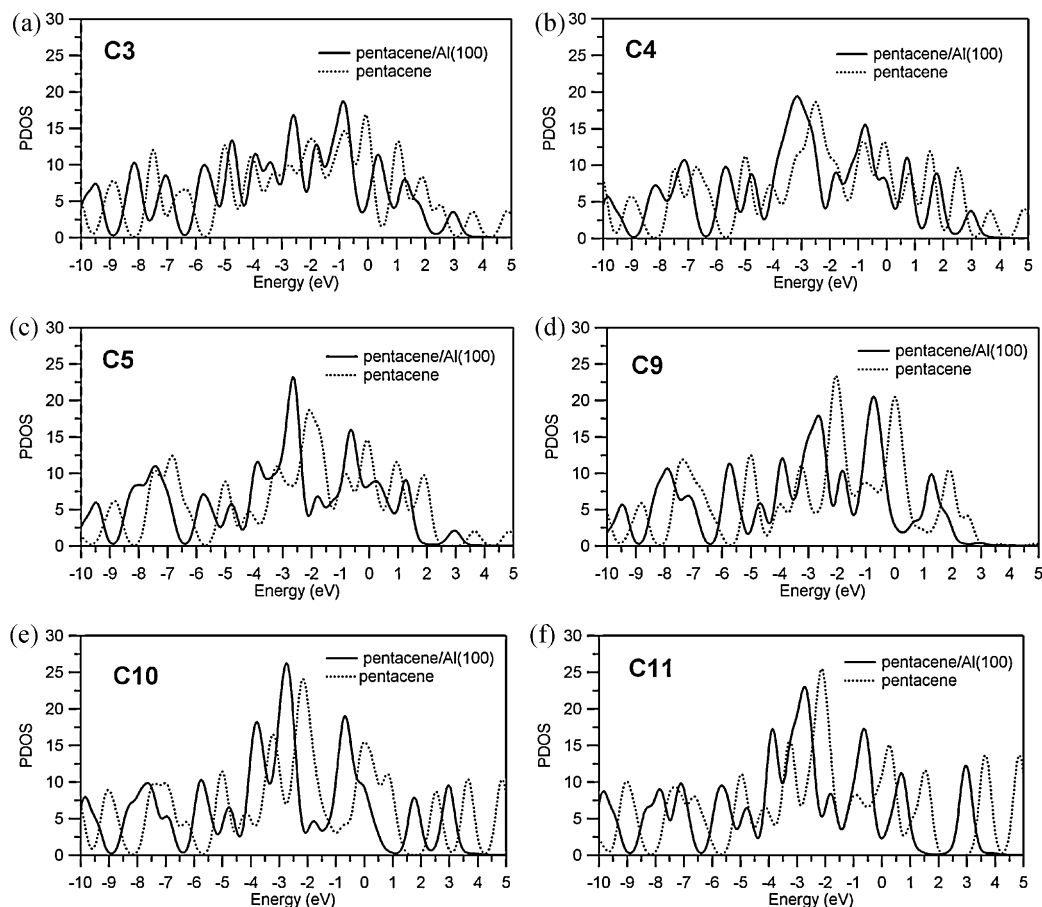 (a)
C3
pentacene/Al(100)
pentacene
PDOS
30
25
20
15
10
5
0
-10 -9 -8 -7 -6 -5 -4 -3 -2 -1 0 1 2 3 4 5
Energy (eV)
(b)
C4
pentacene/Al(100)
pentacene
PDOS
30
25
20
15
10
5
0
-10 -9 -8 -7 -6 -5 -4 -3 -2 -1 0 1 2 3 4 5
Energy (eV)
(c)
C5
pentacene/Al(100)
pentacene
PDOS
30
25
20
15
10
5
0
-10 -9 -8 -7 -6 -5 -4 -3 -2 -1 0 1 2 3 4 5
Energy (eV)
(d)
C9
pentacene/Al(100)
pentacene
PDOS
30
25
20
15
10
5
0
-10 -9 -8 -7 -6 -5 -4 -3 -2 -1 0 1 2 3 4 5
Energy (eV)
(e)
C10
pentacene/Al(100)
pentacene
PDOS
30
25
20
15
10
5
0
-10 -9 -8 -7 -6 -5 -4 -3 -2 -1 0 1 2 3 4 5
Energy (eV)
(f)
C11
pentacene/Al(100)
pentacene
PDOS
30
25
20
15
10
5
0
-10 -9 -8 -7 -6 -5 -4 -3 -2 -1 0 1 2 3 4 5
Energy (eV)